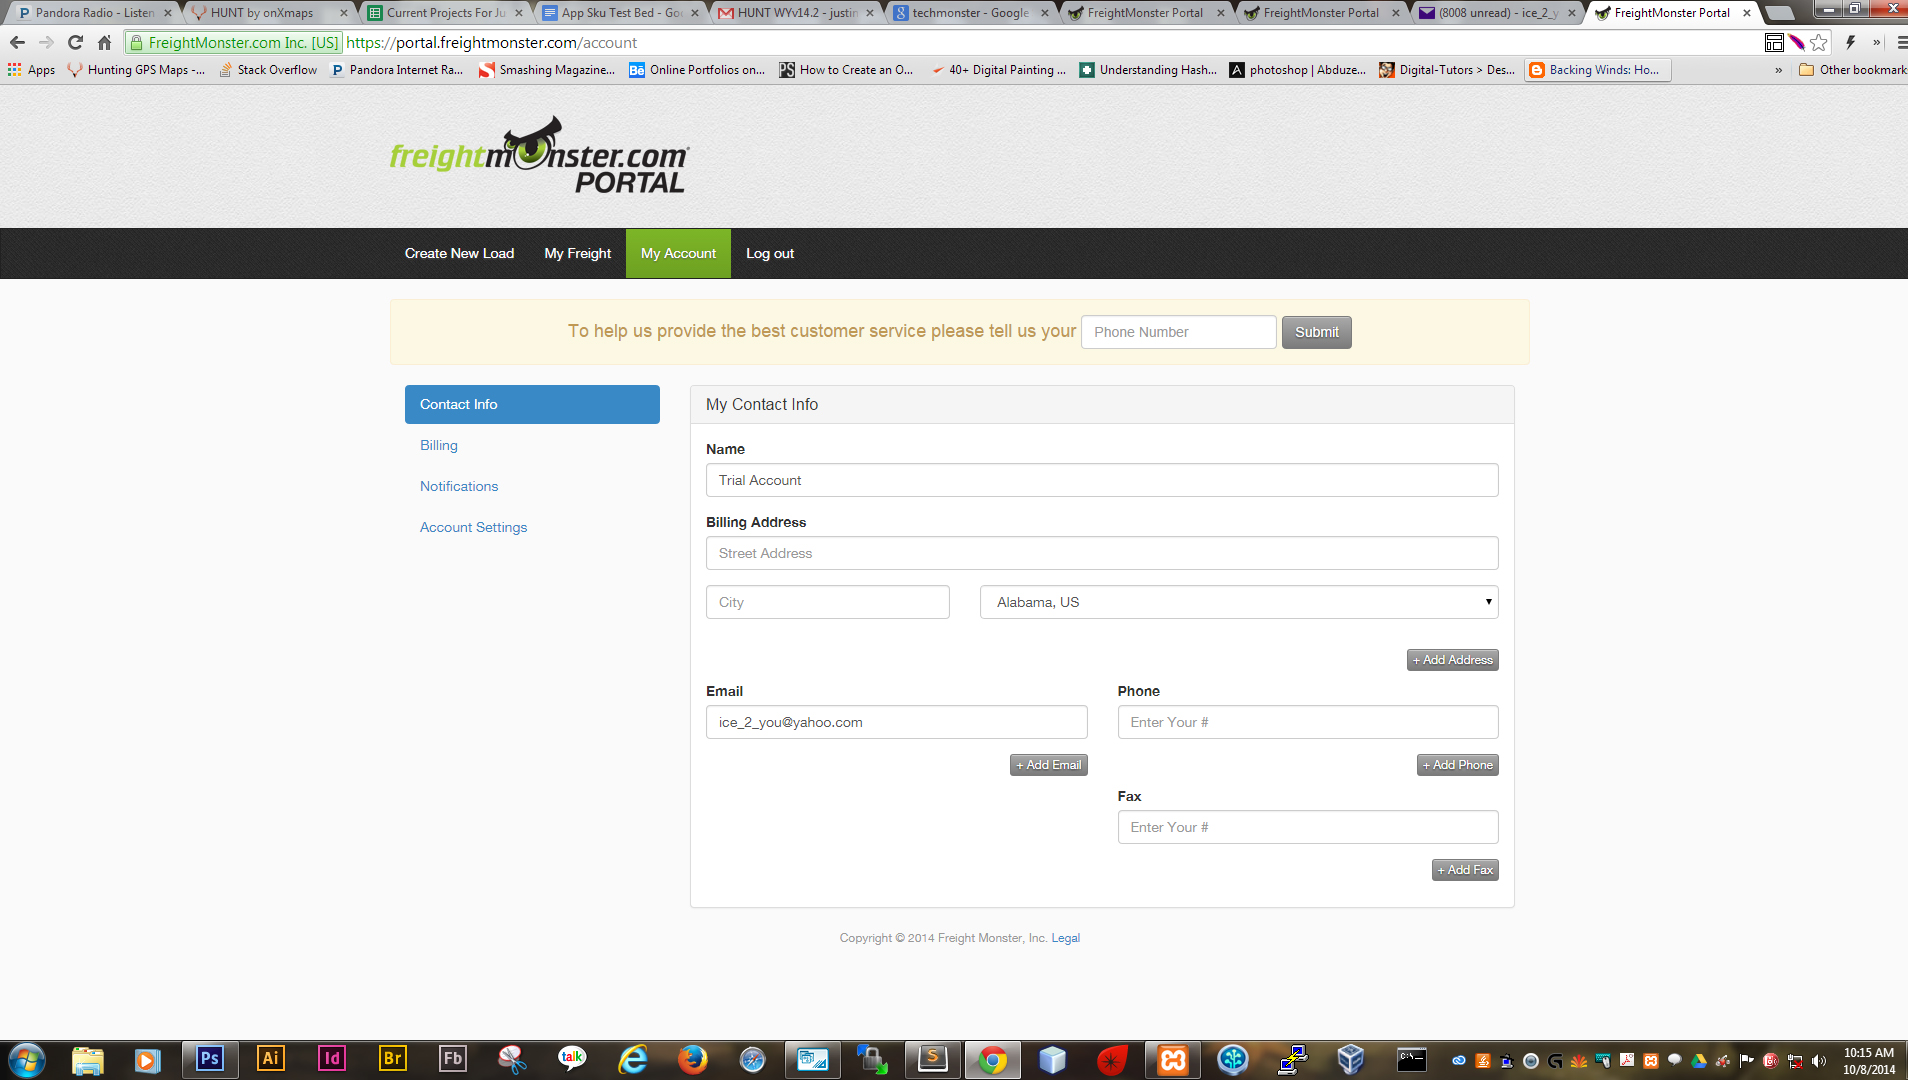 Pandora Radio - Listen
HUNT by onXmaps
Current Projects For Ju
App Sku Test Bed - Goo
HUNT WYv14.2 - justin
techmonster - Google
FreightMonster Portal
FreightMonster Portal
(8008 unread) - ice_2_y
FreightMonster Portal
FreightMonster.com Inc. [US] https://portal.freightmonster.com/account
Apps
Hunting GPS Maps -...
Stack Overflow
Pandora Internet Ra...
Smashing Magazine...
Online Portfolios on...
How to Create an O...
40+ Digital Painting ...
Understanding Hash...
photoshop | Abduze...
Digital-Tutors > Des...
Backing Winds: Ho...
»
Other bookmark
freightmonster.com
PORTAL
Create New Load My Freight My Account Log out
To help us provide the best customer service please tell us your Phone Number Submit
Contact Info
Billing
Notifications
Account Settings
My Contact Info
Name
Trial Account
Billing Address
Street Address
City Alabama, US
+ Add Address
Email Phone
ice_2_you@yahoo.com Enter Your #
+ Add Email + Add Phone
Fax
Enter Your #
+ Add Fax
Copyright © 2014 Freight Monster, Inc. Legal
Ps Ai Id Br Fb talk S
10:15 AM
10/8/2014